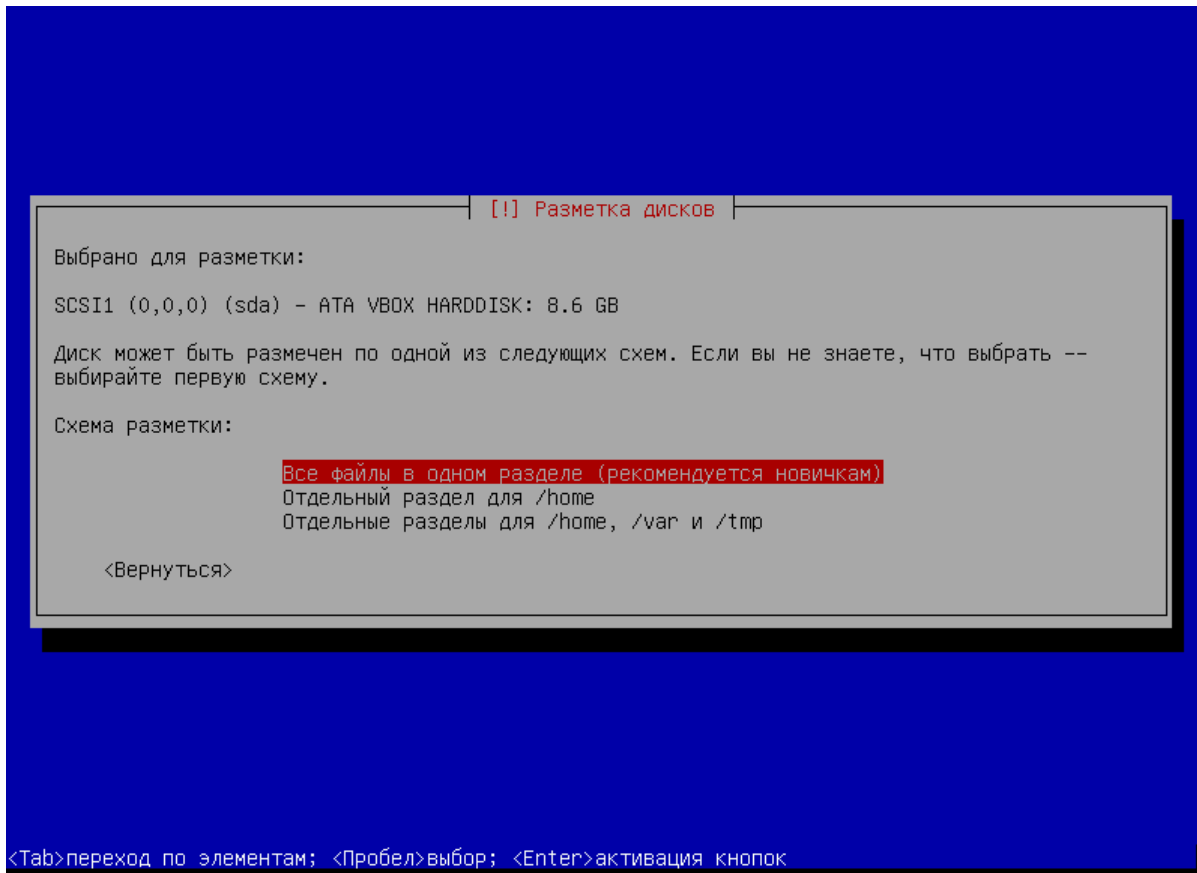 [!] Разметка дисков
Выбрано для разметки:
SCSI1 (0,0,0) (sda) - ATA VBOX HARDDISK: 8.6 GB
Диск может быть размечен по одной из следующих схем. Если вы не знаете, что выбрать --
выбирайте первую схему.
Схема разметки:
Все файлы в одном разделе (рекомендуется новичкам)
Отдельный раздел для /home
Отдельные разделы для /home, /var и /tmp
<Вернуться>
<Tab>переход по элементам; <Пробел>выбор; <Enter>активация кнопок